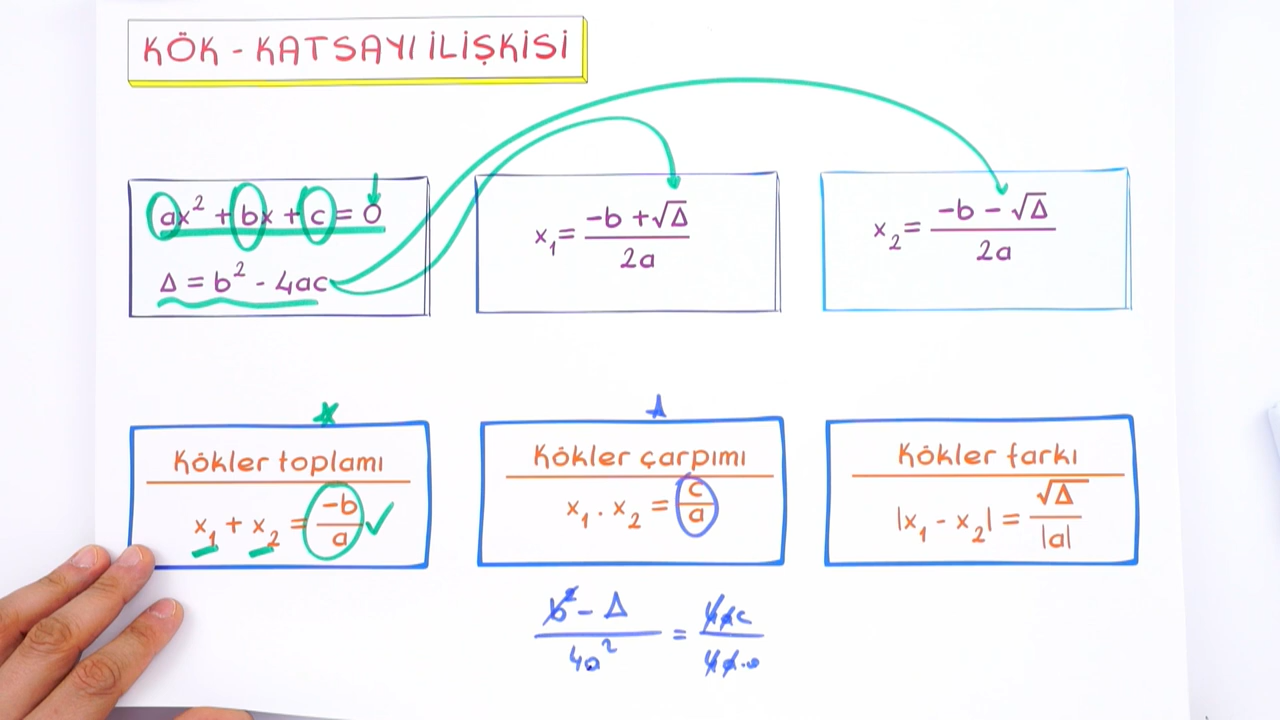 KÖK - KATSAYI İLİŞKİSİ
ax² + bx + c = 0
Δ = b² - 4ac
x₁ = (-b + √Δ) / 2a
x₂ = (-b - √Δ) / 2a
Kökler toplamı
x₁ + x₂ = -b / a
Kökler çarpımı
x₁ . x₂ = c / a
Kökler farkı
|x₁ - x₂| = √Δ / |a|
(b² - Δ) / 4a² = 4ac / 4a.a